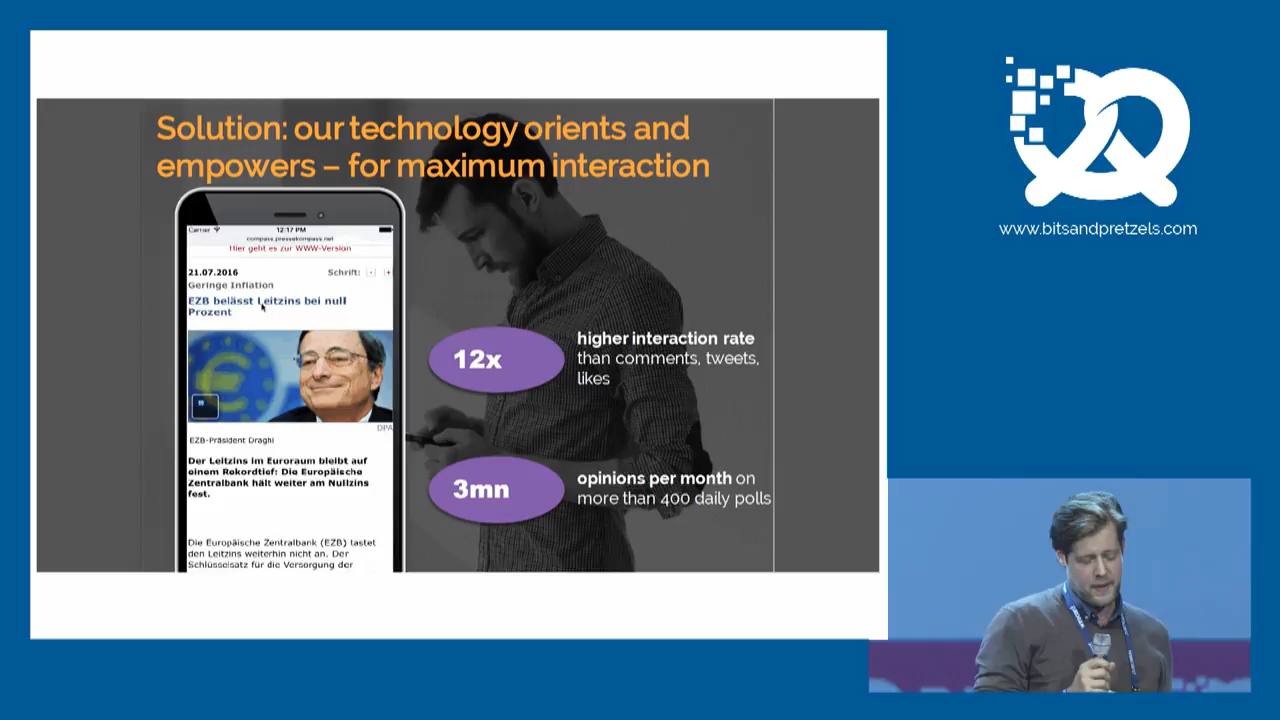 Solution: our technology orients and
empowers – for maximum interaction
Carrier 12:17 PM
compass.pressekompass.net
Hier geht es zur WWW-Version
21.07.2016 Schrift: - +
Geringe Inflation
EZB belässt Leitzins bei null
Prozent
DPA
EZB-Präsident Draghi
Der Leitzins im Euroraum bleibt auf
einem Rekordtief: Die Europäische
Zentralbank hält weiter am Nullzins
fest.
Die Europäische Zentralbank (EZB) tastet
den Leitzins weiterhin nicht an. Der
Schlüsselsatz für die Versorgung der
12x
higher interaction rate
than comments, tweets,
likes
3mn
opinions per month on
more than 400 daily polls
www.bitsandpretzels.com